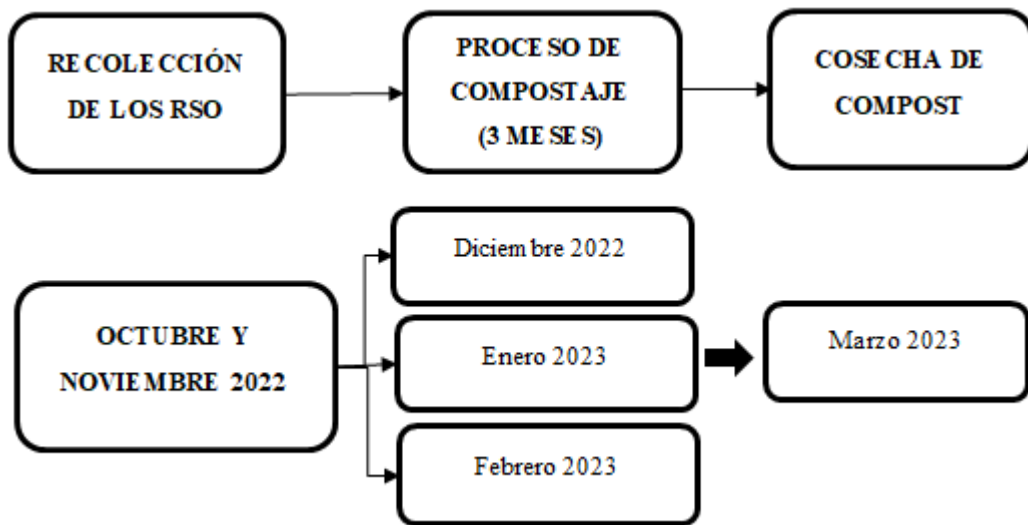 RECOLECCIÓN
DE LOS RSO
PROCESO DE
COMPOSTAJE
(3 MESES)
COSECHA DE
COMPOST
OCTUBRE Y
NOVIEMBRE 2022
Diciembre 2022
Enero 2023
Febrero 2023
Marzo 2023